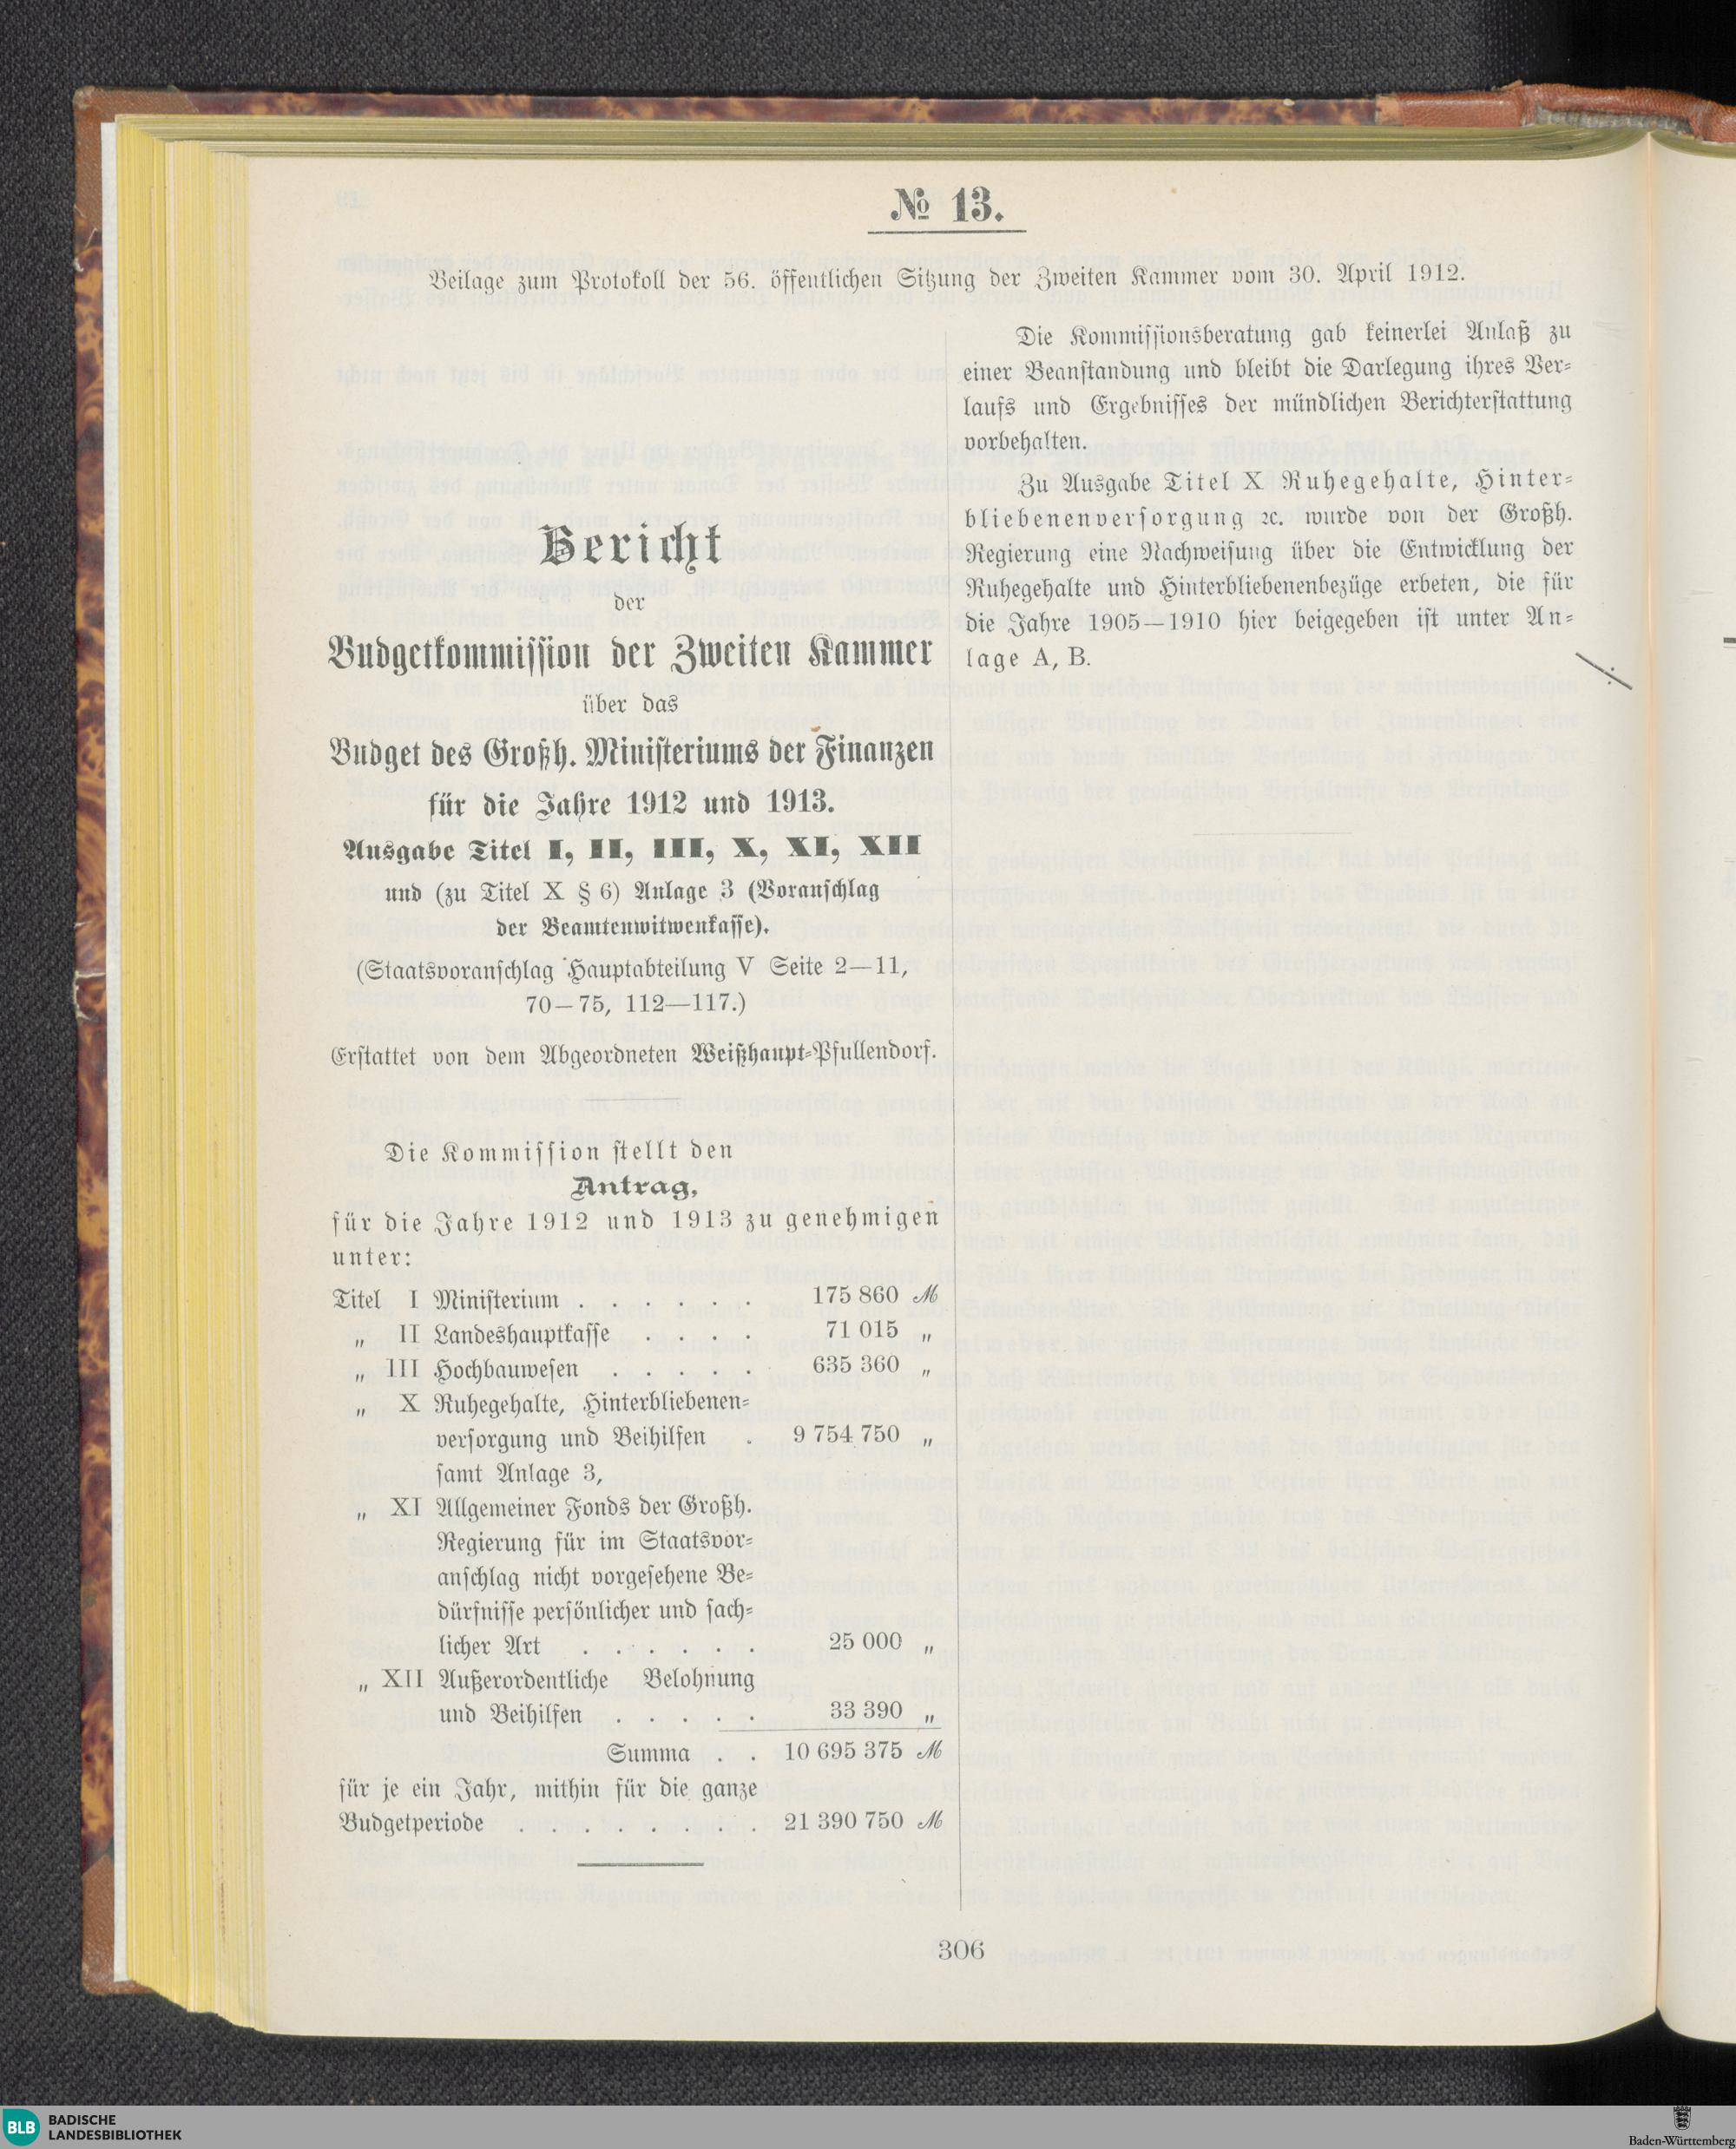 № 13.
Beilage zum Protokoll der 56. öffentlichen Sitzung der Zweiten Kammer vom 30. April 1912.
Bericht
der
Budgetkommission der Zweiten Kammer
über das
Budget des Großh. Ministeriums der Finanzen
für die Jahre 1912 und 1913.
Ausgabe Titel I, II, III, X, XI, XII
und (zu Titel X § 6) Anlage 3 (Voranschlag
der Beamtenwitwenkasse).
(Staatsvoranschlag Hauptabteilung V Seite 2—11,
70—75, 112—117.)
Erstattet von dem Abgeordneten Weißhaupt-Pfullendorf.
Die Kommission stellt den
Antrag,
für die Jahre 1912 und 1913 zu genehmigen
unter:
Titel I Ministerium . . . . . . 175 860 ℳ
„ II Landeshauptkasse . . . . 71 015 „
„ III Hochbauwesen . . . . . 635 360 „
„ X Ruhegehalte, Hinterbliebenen-
versorgung und Beihilfen . 9 754 750 „
samt Anlage 3,
„ XI Allgemeiner Fonds der Großh.
Regierung für im Staatsvor-
anschlag nicht vorgesehene Be-
dürfnisse persönlicher und sach-
licher Art . . . . . . 25 000 „
„ XII Außerordentliche Belohnung
und Beihilfen . . . . . 33 390 „
Summa . . 10 695 375 ℳ
für je ein Jahr, mithin für die ganze
Budgetperiode . . . . . . . . 21 390 750 ℳ
Die Kommissionsberatung gab keinerlei Anlaß zu
einer Beanstandung und bleibt die Darlegung ihres Ver-
laufs und Ergebnisses der mündlichen Berichterstattung
vorbehalten.
Zu Ausgabe Titel X Ruhegehalte, Hinter-
bliebenenversorgung ꝛc. wurde von der Großh.
Regierung eine Nachweisung über die Entwicklung der
Ruhegehalte und Hinterbliebenenbezüge erbeten, die für
die Jahre 1905—1910 hier beigegeben ist unter An-
lage A, B.
306
BLB BADISCHE
LANDESBIBLIOTHEK
Baden-Württemberg